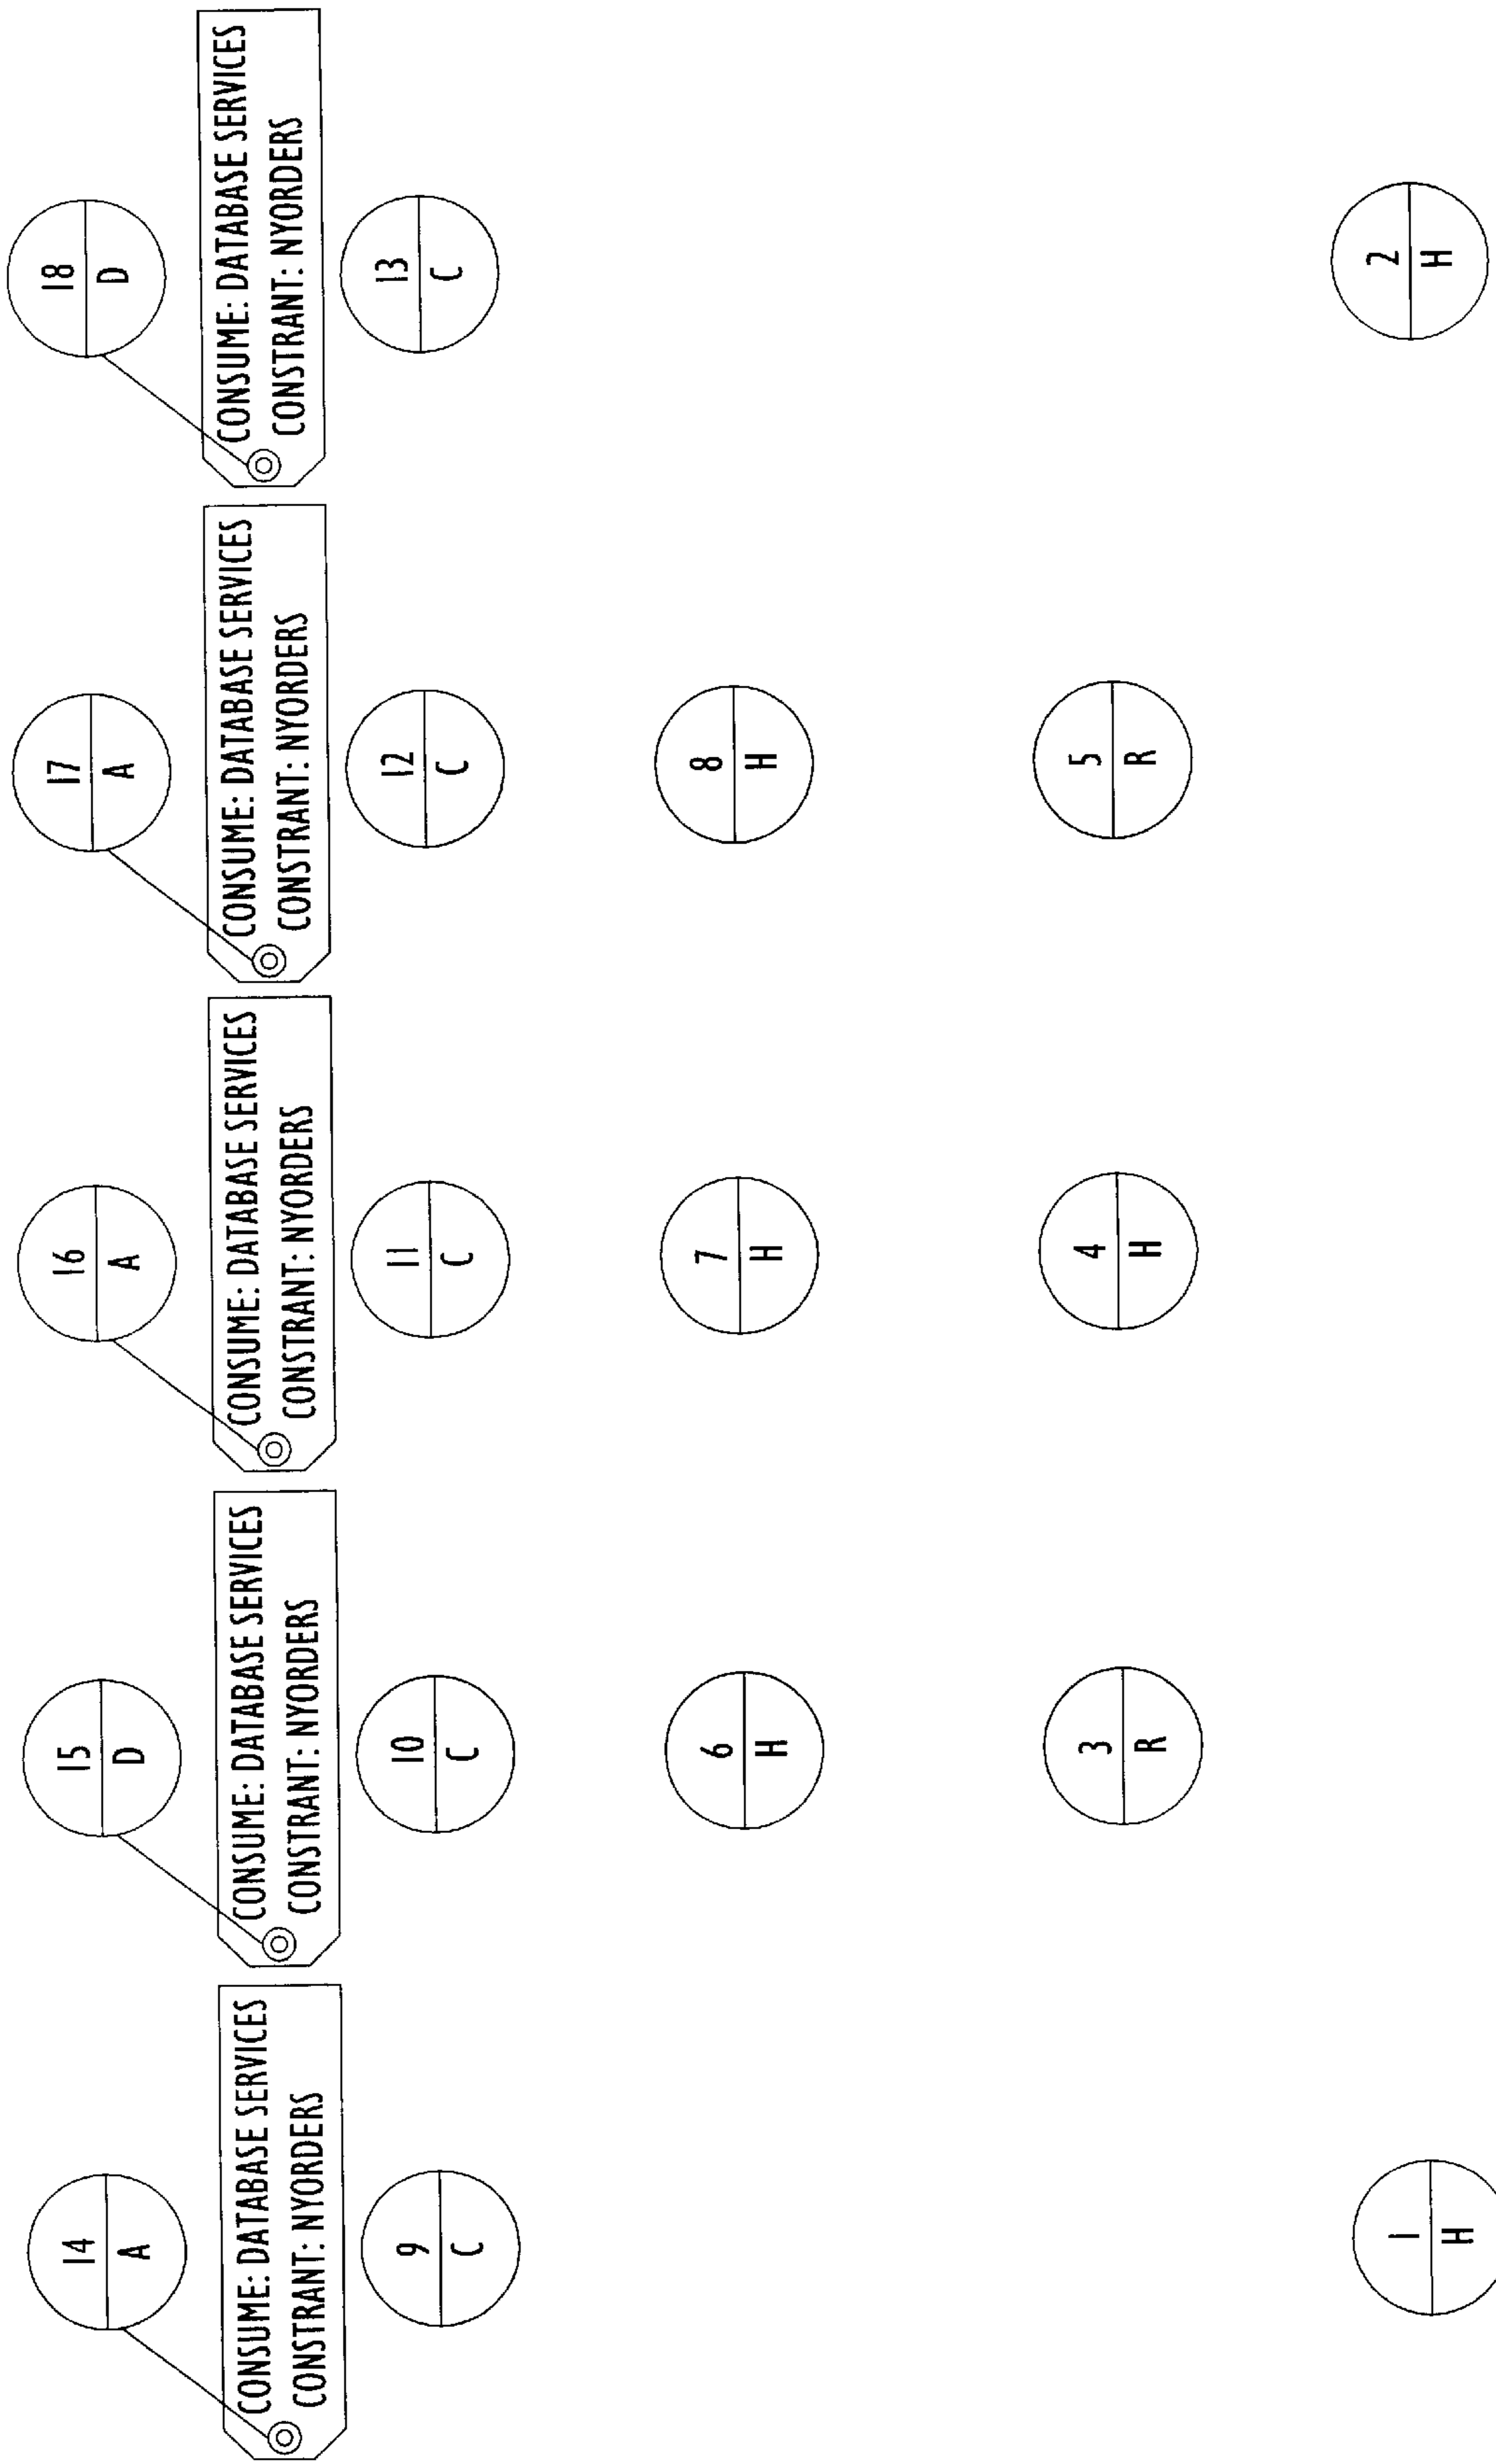 14
A
15
D
16
A
17
A
18
D
CONSUME: DATABASE SERVICES
CONSTRANT: NYORDERS
CONSUME: DATABASE SERVICES
CONSTRANT: NYORDERS
CONSUME: DATABASE SERVICES
CONSTRANT: NYORDERS
CONSUME: DATABASE SERVICES
CONSTRANT: NYORDERS
CONSUME: DATABASE SERVICES
CONSTRANT: NYORDERS
9
C
10
C
11
C
12
C
13
C
6
H
7
H
8
H
3
R
4
H
5
R
1
H
2
H